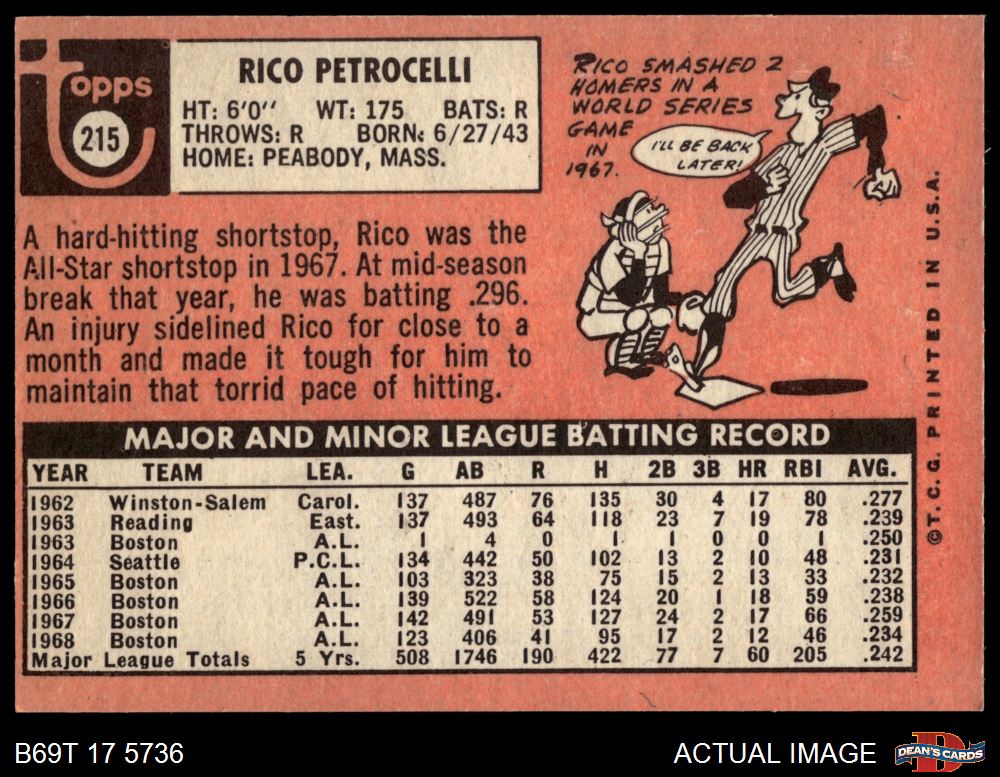 topps
215
RICO PETROCELLI
HT: 6'0" WT: 175 BATS: R
THROWS: R BORN: 6/27/43
HOME: PEABODY, MASS.
RICO SMASHED 2
HOMERS IN A
WORLD SERIES
GAME
IN
1967.
I'LL BE BACK
LATER!
A hard-hitting shortstop, Rico was the
All-Star shortstop in 1967. At mid-season
break that year, he was batting .296.
An injury sidelined Rico for close to a
month and made it tough for him to
maintain that torrid pace of hitting.
MAJOR AND MINOR LEAGUE BATTING RECORD
YEAR TEAM LEA. G AB R H 2B 3B HR RBI AVG.
1962 Winston-Salem Carol. 137 487 76 135 30 4 17 80 .277
1963 Reading East. 137 493 64 118 23 7 19 78 .239
1963 Boston A.L. 1 4 0 1 1 0 0 1 .250
1964 Seattle P.C.L. 134 442 50 102 13 2 10 48 .231
1965 Boston A.L. 103 323 38 75 15 2 13 33 .232
1966 Boston A.L. 139 522 58 124 20 1 18 59 .238
1967 Boston A.L. 142 491 53 127 24 2 17 66 .259
1968 Boston A.L. 123 406 41 95 17 2 12 46 .234
Major League Totals 5 Yrs. 508 1746 190 422 77 7 60 205 .242
© T. C. G. PRINTED IN U.S.A.
B69T 17 5736
ACTUAL IMAGE
D
DEAN'S CARDS